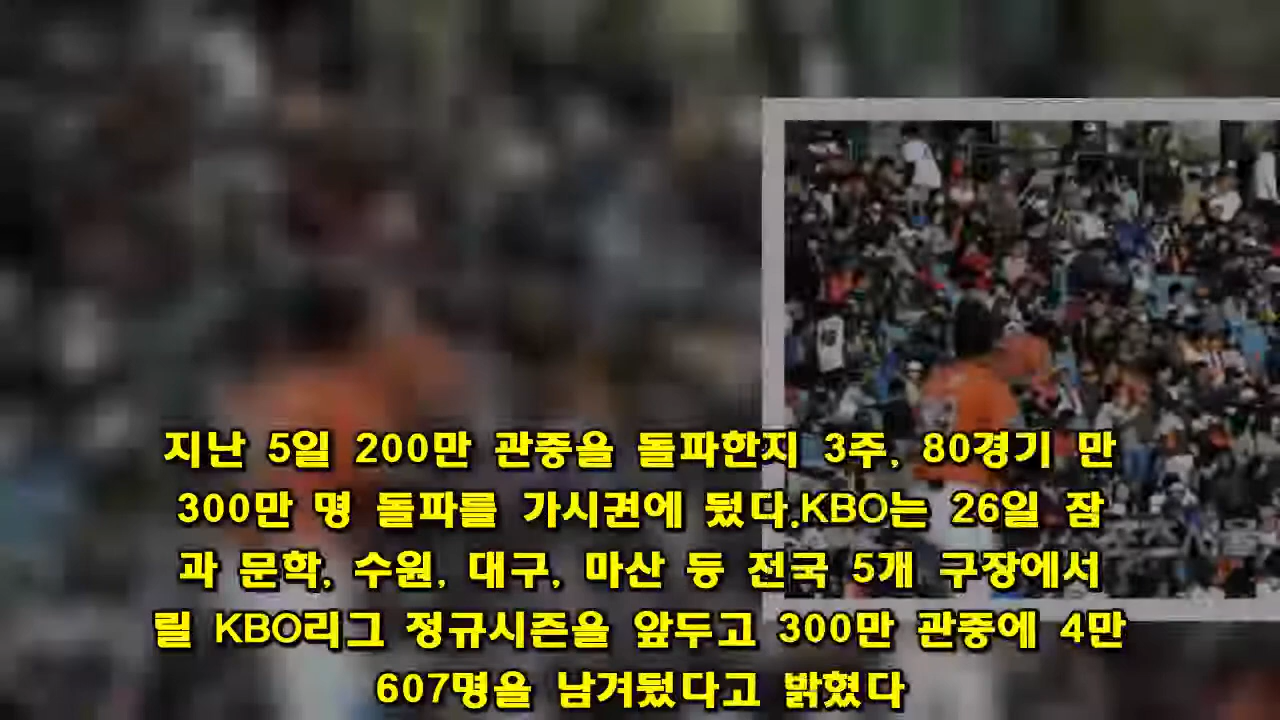 지난 5일 200만 관중을 돌파한지 3주, 80경기 만
300만 명 돌파를 가시권에 뒀다.KBO는 26일 잠
과 문학, 수원, 대구, 마산 등 전국 5개 구장에서
릴 KBO리그 정규시즌을 앞두고 300만 관중에 4만
607명을 남겨뒀다고 밝혔다